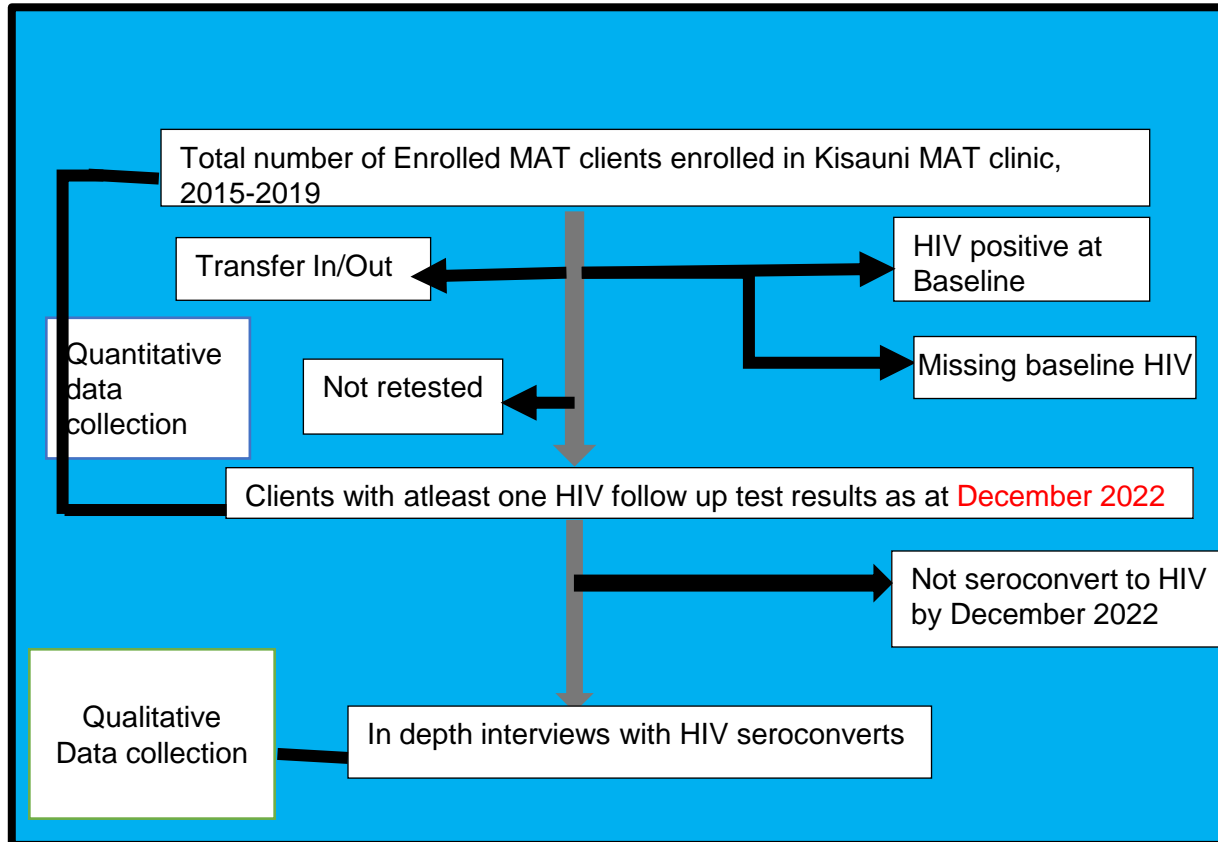 Total number of Enrolled MAT clients enrolled in Kisauni MAT clinic,
2015-2019
Transfer In/Out
HIV positive at
Baseline
Quantitative
data
collection
Not retested
Missing baseline HIV
Clients with atleast one HIV follow up test results as at December 2022
Not seroconvert to HIV
by December 2022
Qualitative
Data collection
In depth interviews with HIV seroconverts